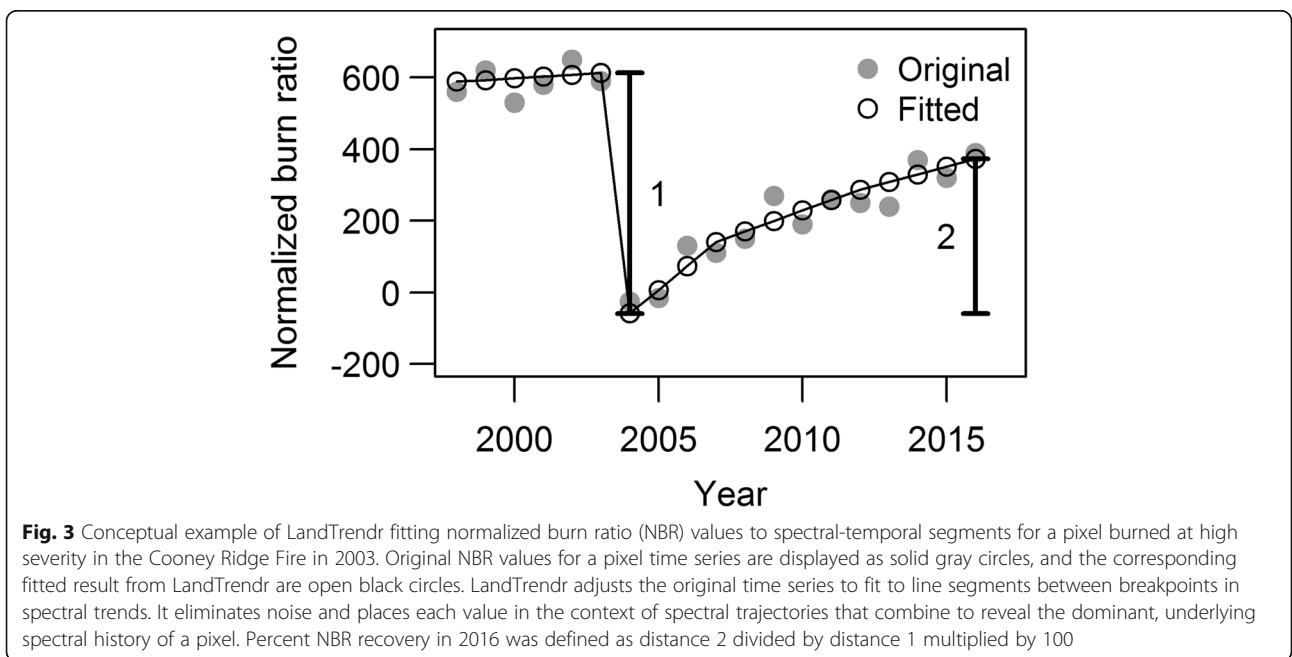 Normalized burn ratio
600
400
200
0
-200
Original
Fitted
1
2
2000 2005 2010 2015
Year
Fig. 3 Conceptual example of LandTrendr fitting normalized burn ratio (NBR) values to spectral-temporal segments for a pixel burned at high
severity in the Cooney Ridge Fire in 2003. Original NBR values for a pixel time series are displayed as solid gray circles, and the corresponding
fitted result from LandTrendr are open black circles. LandTrendr adjusts the original time series to fit to line segments between breakpoints in
spectral trends. It eliminates noise and places each value in the context of spectral trajectories that combine to reveal the dominant, underlying
spectral history of a pixel. Percent NBR recovery in 2016 was defined as distance 2 divided by distance 1 multiplied by 100